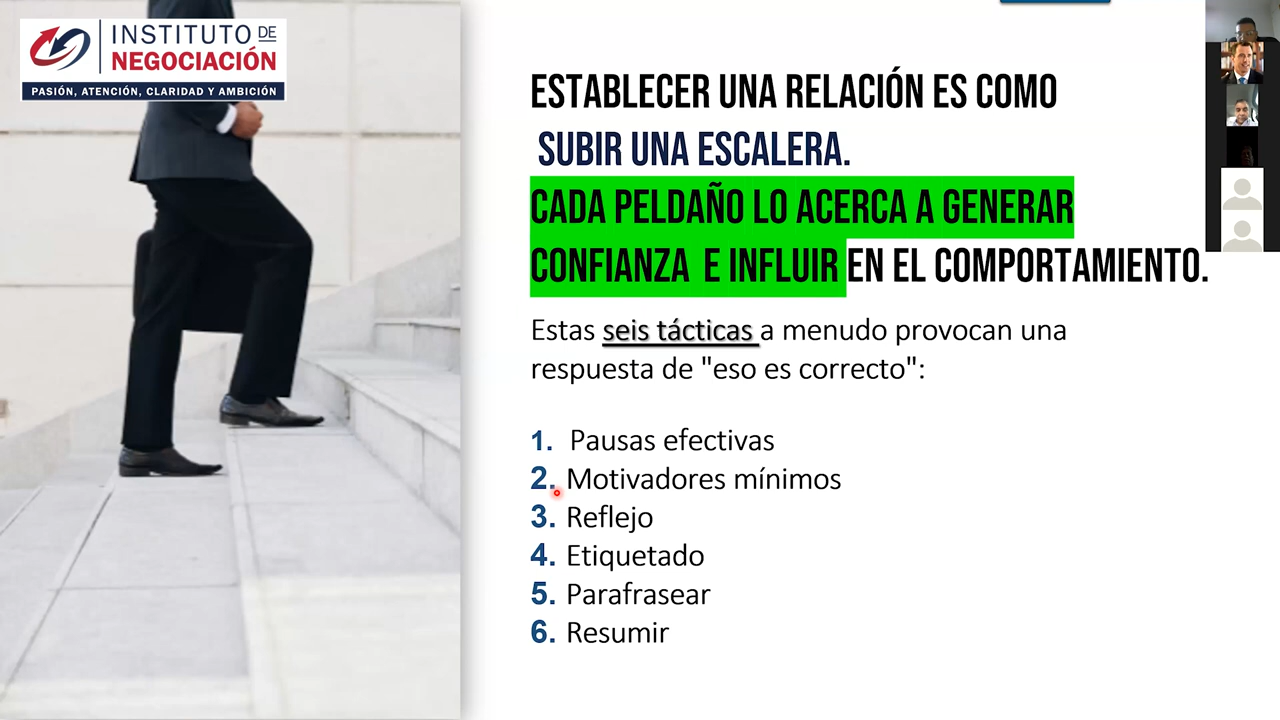 INSTITUTO DE
NEGOCIACIÓN
PASIÓN, ATENCIÓN, CLARIDAD Y AMBICIÓN
ESTABLECER UNA RELACIÓN ES COMO
SUBIR UNA ESCALERA.
CADA PELDAÑO LO ACERCA A GENERAR
CONFIANZA E INFLUIR EN EL COMPORTAMIENTO.
Estas seis tácticas a menudo provocan una
respuesta de "eso es correcto":
1. Pausas efectivas
2. Motivadores mínimos
3. Reflejo
4. Etiquetado
5. Parafrasear
6. Resumir